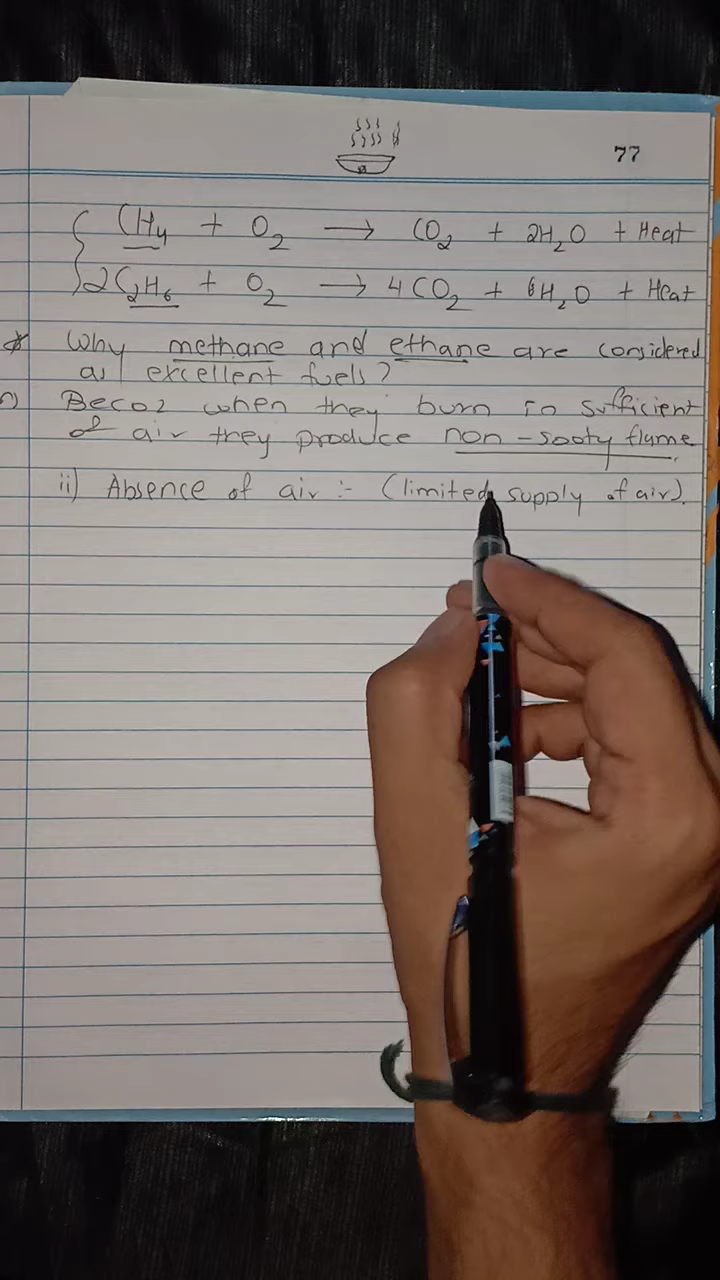 77
CH4 + O2 → CO2 + 2H2O + Heat
2C2H6 + O2 → 4CO2 + 6H2O + Heat
* Why methane and ethane are considered
as excellent fuels?
Becoz when they burn in sufficient
of air they produce non-sooty flame.
ii) Absence of air :- (limited supply of air).